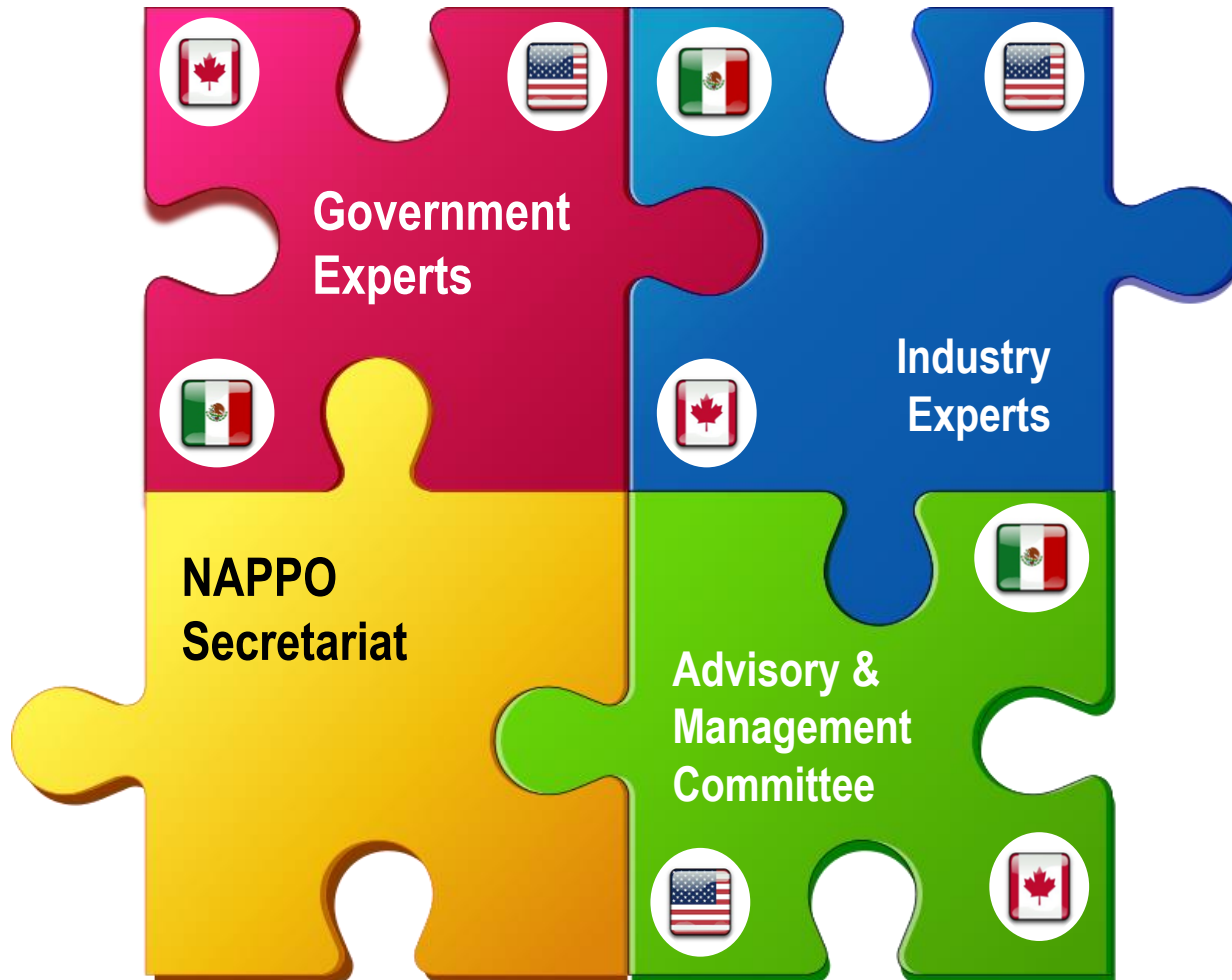 Government
Experts
Industry
Experts
NAPPO
Secretariat
Advisory &
Management
Committee